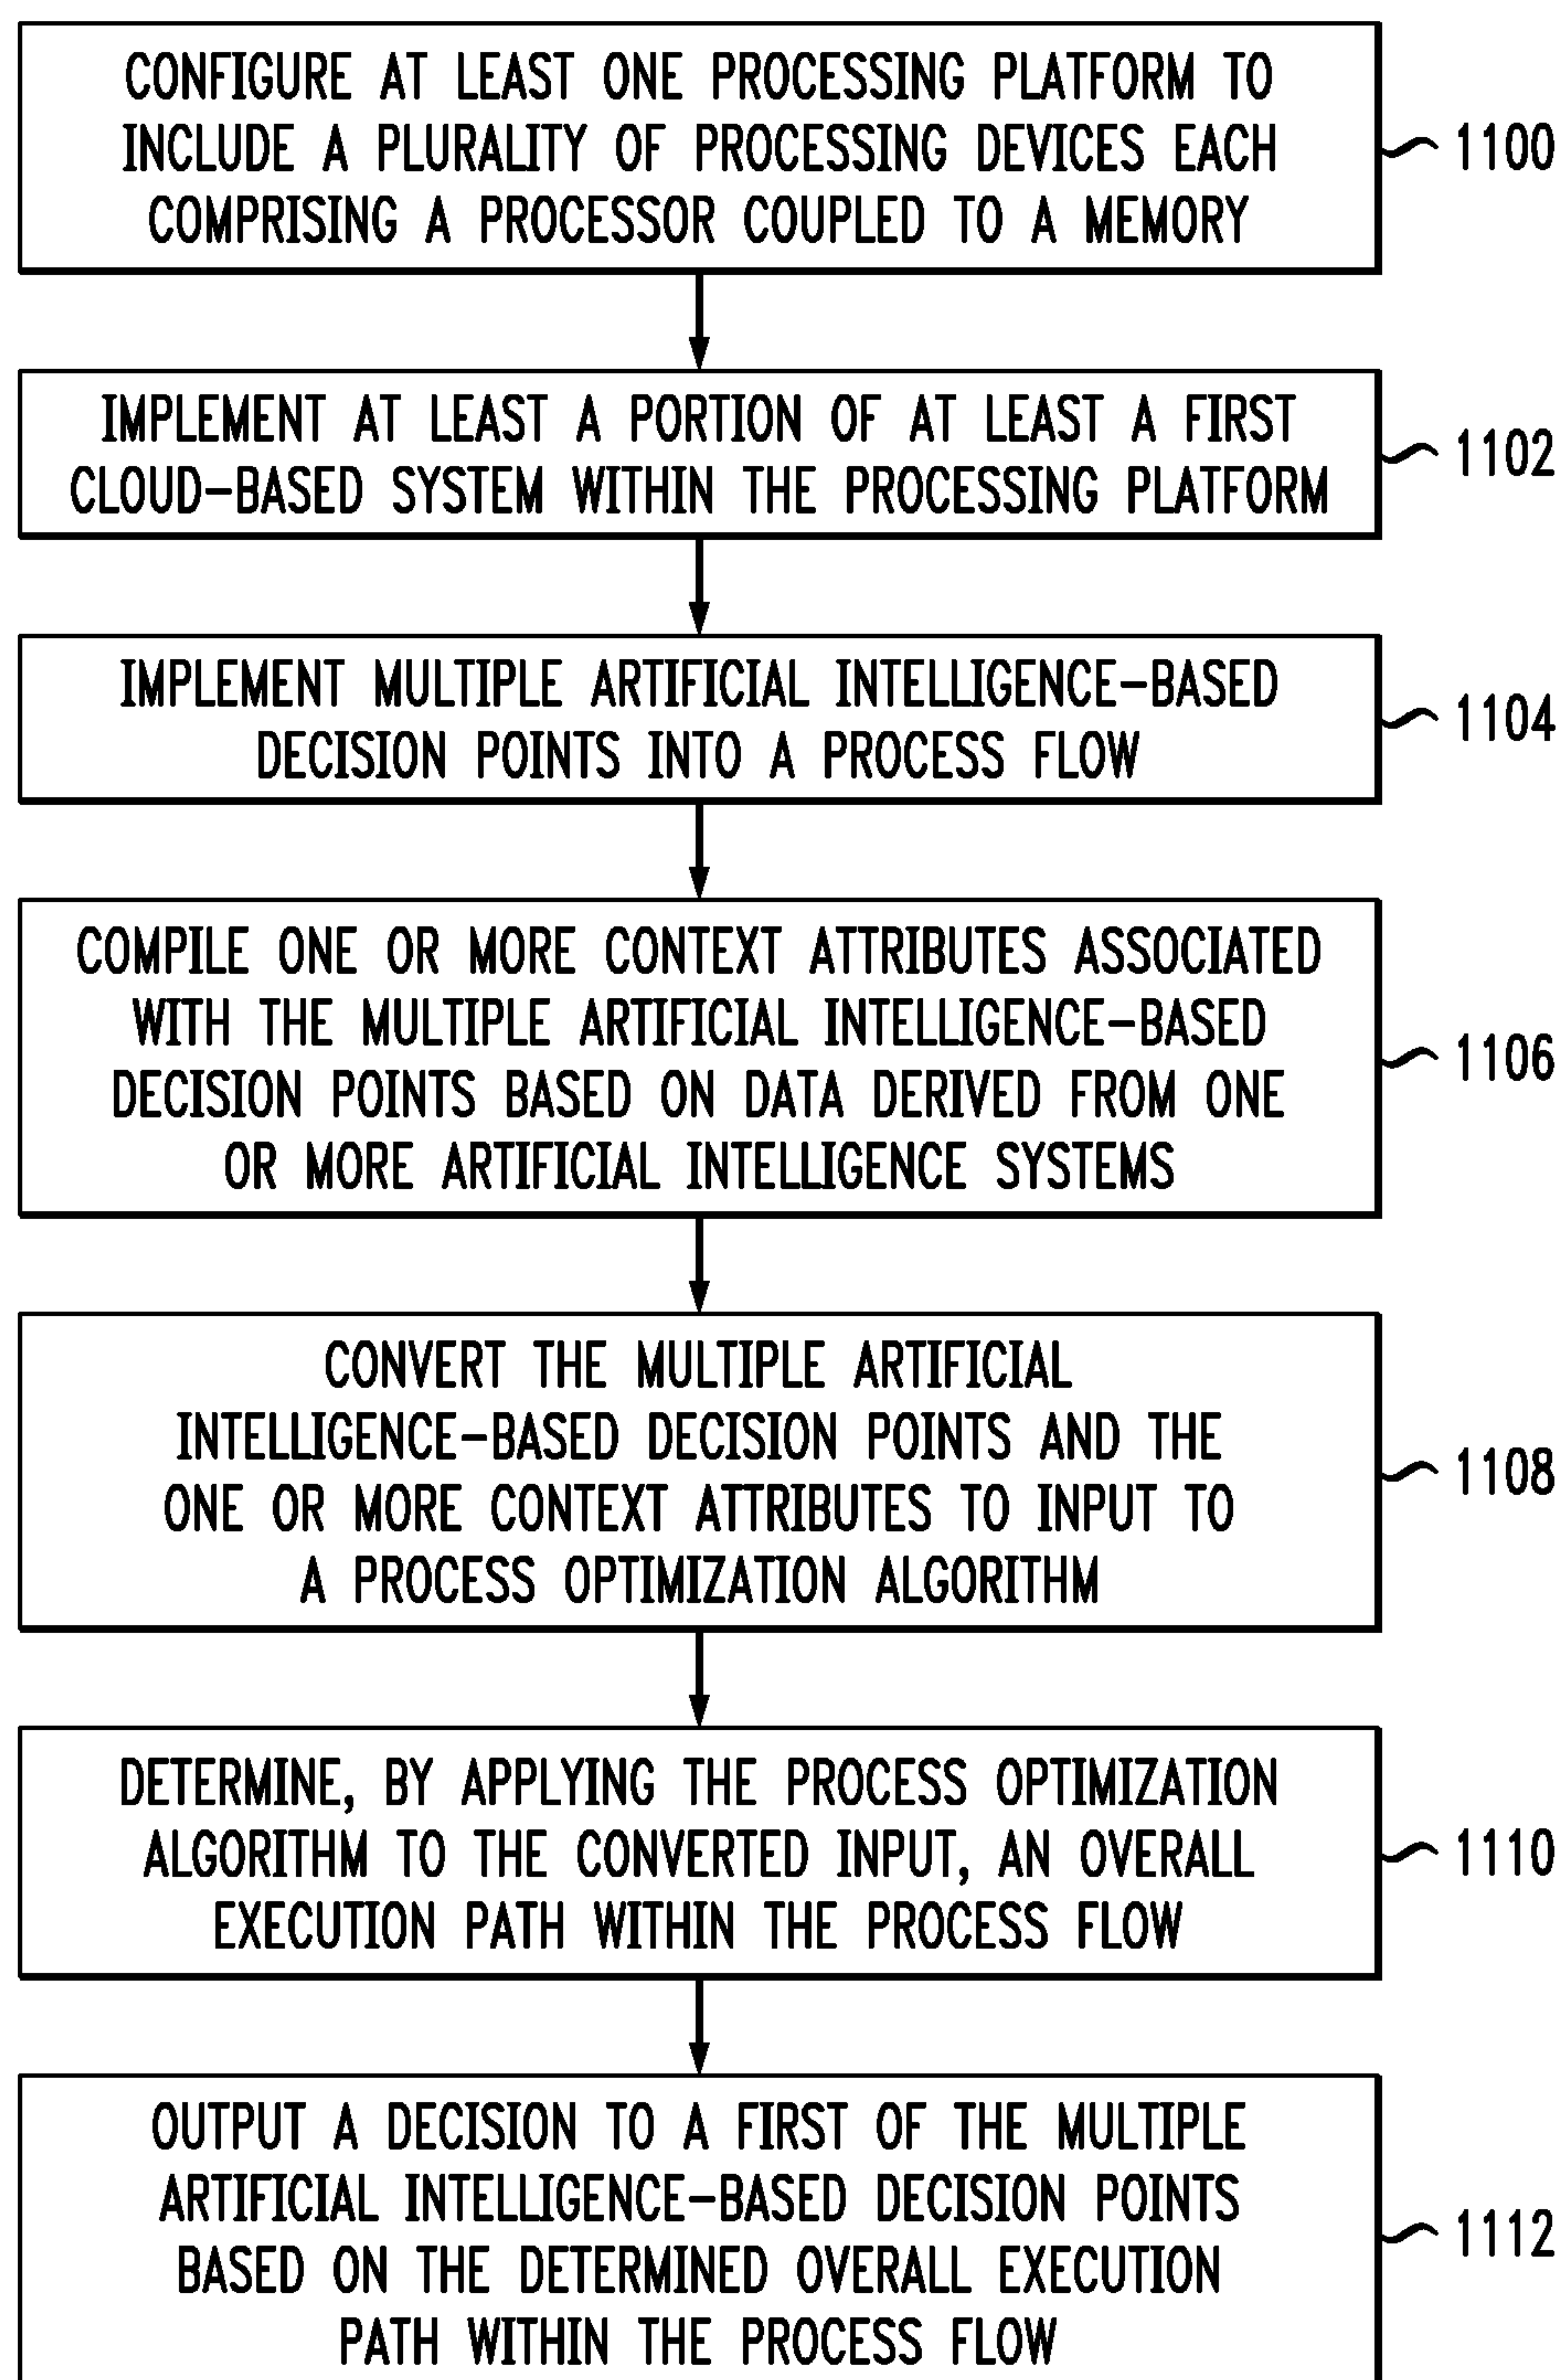 CONFIGURE AT LEAST ONE PROCESSING PLATFORM TO
INCLUDE A PLURALITY OF PROCESSING DEVICES EACH
COMPRISING A PROCESSOR COUPLED TO A MEMORY
1100
IMPLEMENT AT LEAST A PORTION OF AT LEAST A FIRST
CLOUD-BASED SYSTEM WITHIN THE PROCESSING PLATFORM
1102
IMPLEMENT MULTIPLE ARTIFICIAL INTELLIGENCE-BASED
DECISION POINTS INTO A PROCESS FLOW
1104
COMPILE ONE OR MORE CONTEXT ATTRIBUTES ASSOCIATED
WITH THE MULTIPLE ARTIFICIAL INTELLIGENCE-BASED
DECISION POINTS BASED ON DATA DERIVED FROM ONE
OR MORE ARTIFICIAL INTELLIGENCE SYSTEMS
1106
CONVERT THE MULTIPLE ARTIFICIAL
INTELLIGENCE-BASED DECISION POINTS AND THE
ONE OR MORE CONTEXT ATTRIBUTES TO INPUT TO
A PROCESS OPTIMIZATION ALGORITHM
1108
DETERMINE, BY APPLYING THE PROCESS OPTIMIZATION
ALGORITHM TO THE CONVERTED INPUT, AN OVERALL
EXECUTION PATH WITHIN THE PROCESS FLOW
1110
OUTPUT A DECISION TO A FIRST OF THE MULTIPLE
ARTIFICIAL INTELLIGENCE-BASED DECISION POINTS
BASED ON THE DETERMINED OVERALL EXECUTION
PATH WITHIN THE PROCESS FLOW
1112